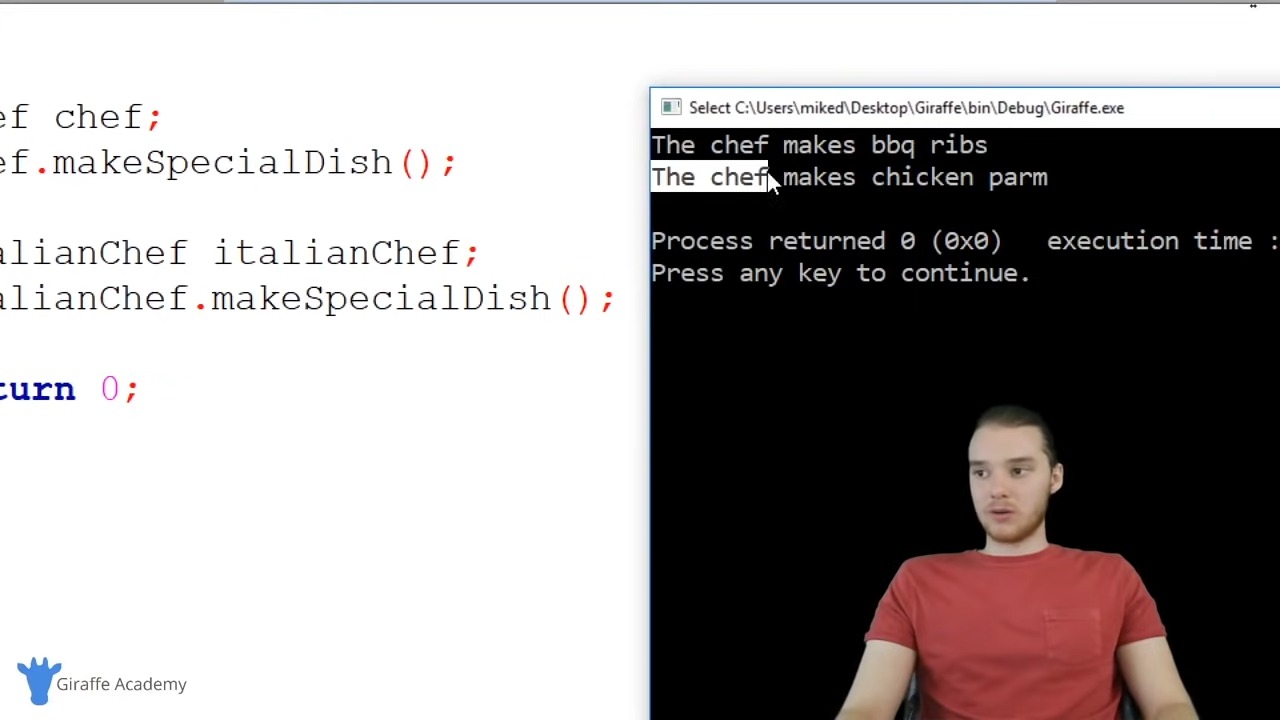 ef chef;
ef.makeSpecialDish();
alianChef italianChef;
alianChef.makeSpecialDish();
turn 0;
Select C:\Users\miked\Desktop\Giraffe\bin\Debug\Giraffe.exe
The chef makes bbq ribs
The chef makes chicken parm
Process returned 0 (0x0)   execution time :
Press any key to continue.
Giraffe Academy